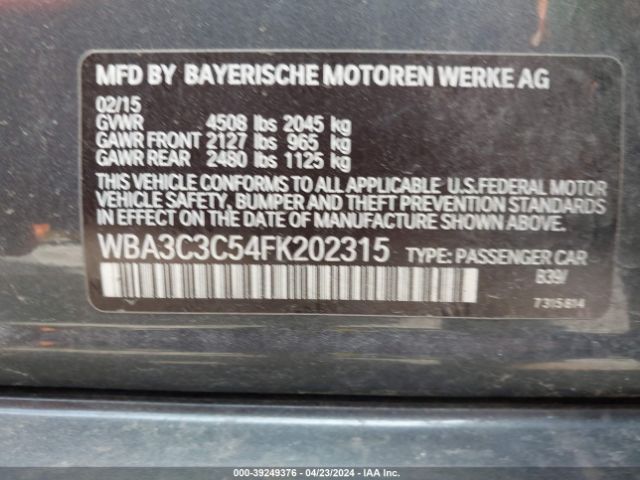 MFD BY BAYERISCHE MOTOREN WERKE AG
02/15
GVWR 4508 lbs 2045 kg
GAWR FRONT 2127 lbs 965 kg
GAWR REAR 2480 lbs 1125 kg
THIS VEHICLE CONFORMS TO ALL APPLICABLE U.S.FEDERAL MOTOR
VEHICLE SAFETY, BUMPER AND THEFT PREVENTION STANDARDS
IN EFFECT ON THE DATE OF MANUFACTURE SHOWN ABOVE.
WBA3C3C54FK202315 TYPE: PASSENGER CAR
B39/
7315814
000-39249376 - 04/23/2024 - IAA Inc.